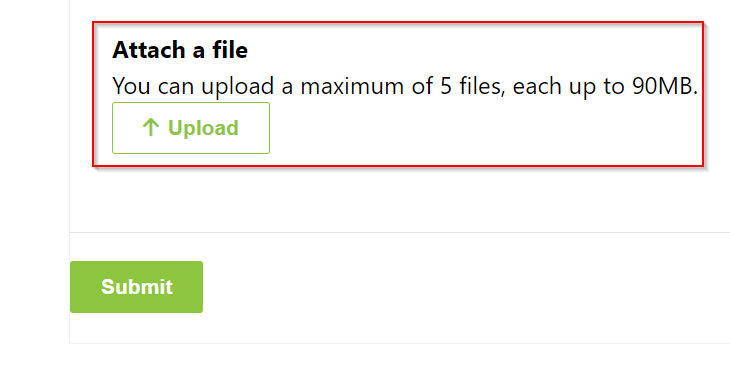 Attach a file
You can upload a maximum of 5 files, each up to 90MB.
Upload
Submit